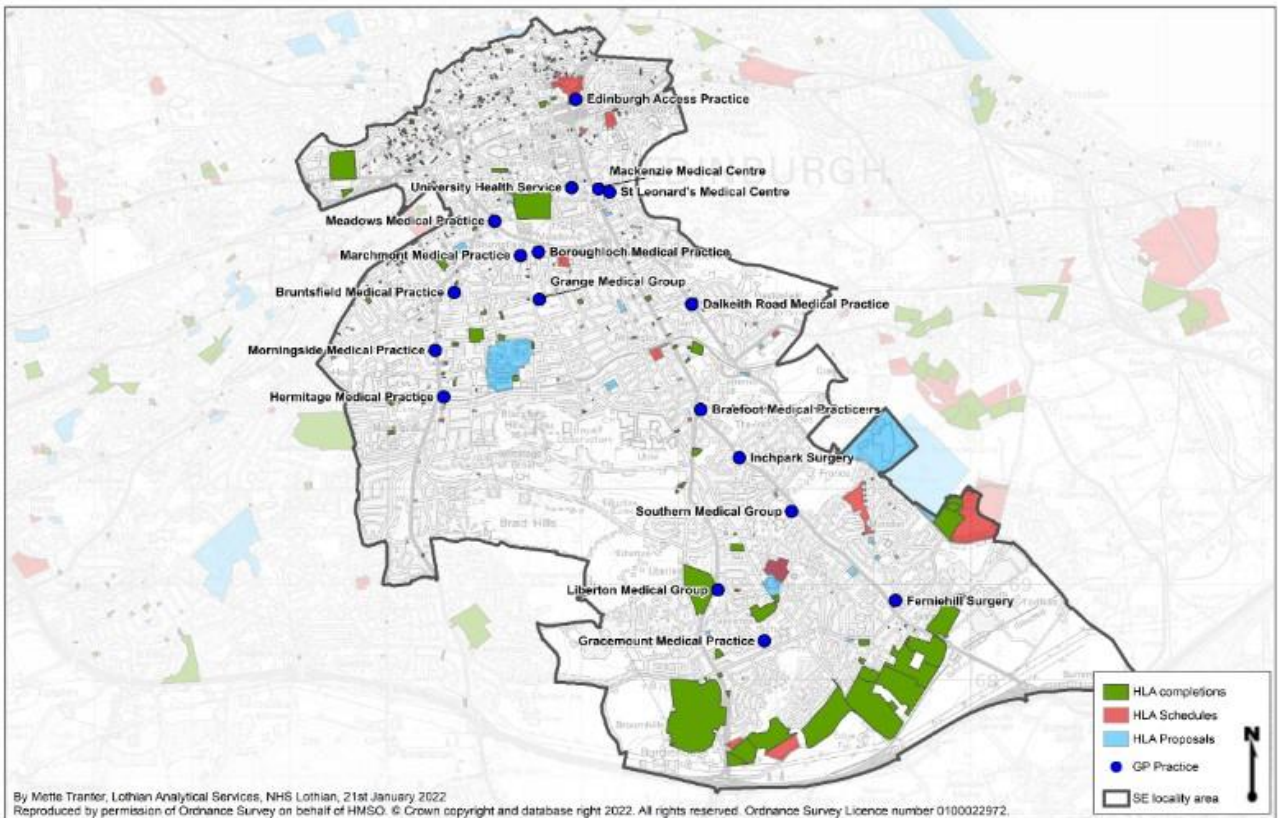 Edinburgh Access Practice
EDINBURGH
Mackenzie Medical Centre
University Health Service
St Leonard's Medical Centre
Meadows Medical Practice
Marchmont Medical Practice
Boroughloch Medical Practice
Grange Medical Group
Bruntsfield Medical Practice
Dalkeith Road Medical Practice
Morningside Medical Practice
Hermitage Medical Practice
Braefoot Medical Practice
Inchpark Surgery
Southern Medical Group
Braid Hills
Liberton Medical Group
Ferniehill Surgery
Gracemount Medical Practice
HLA completions
HLA Schedules
HLA Proposals
GP Practice
SE locality area
N
By Mette Tranter, Lothian Analytical Services, NHS Lothian, 21st January 2022
Reproduced by permission of Ordnance Survey on behalf of HMSO. © Crown copyright and database right 2022. All rights reserved. Ordnance Survey Licence number 0100022972.